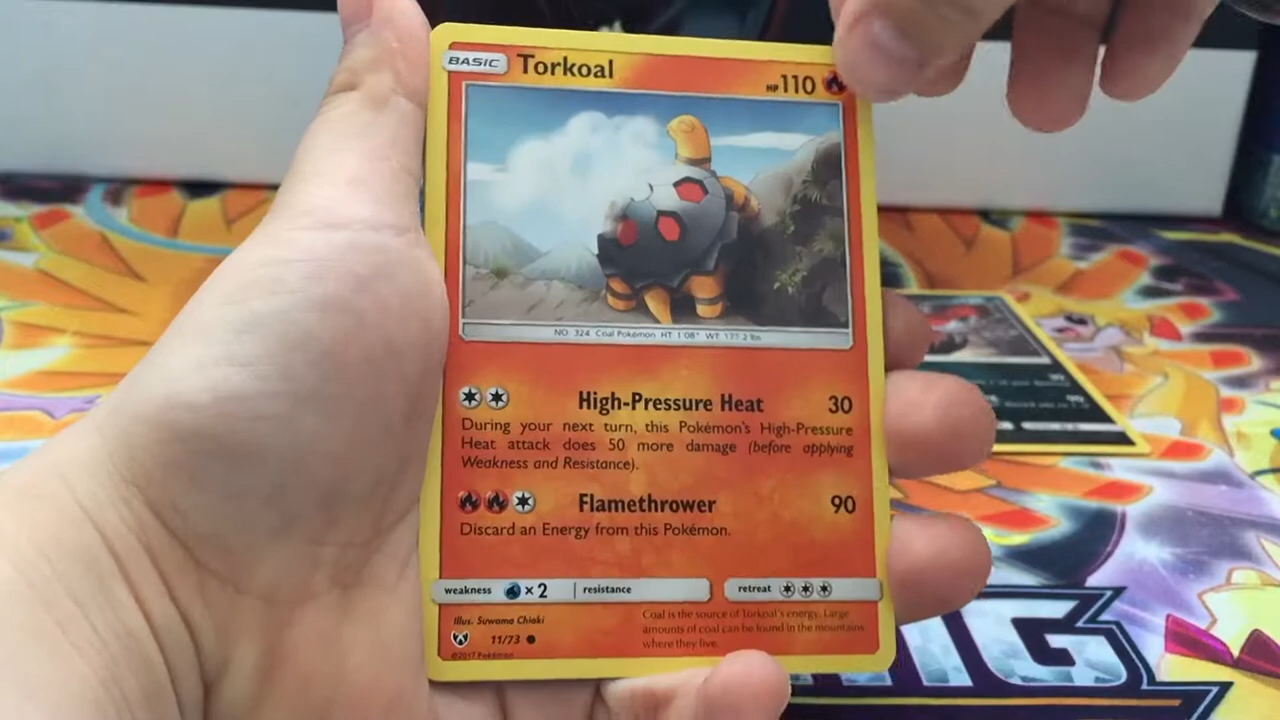 BASIC Torkoal HP 110
NO. 324 Coal Pokémon HT: 1'08" WT: 177.2 lbs
High-Pressure Heat 30
During your next turn, this Pokémon's High-Pressure
Heat attack does 50 more damage (before applying
Weakness and Resistance).
Flamethrower 90
Discard an Energy from this Pokémon.
weakness ×2 resistance retreat
Illus. Suwama Chiaki
11/73
©2017 Pokémon
Coal is the source of Torkoal's energy. Large
amounts of coal can be found in the mountains
where they live.